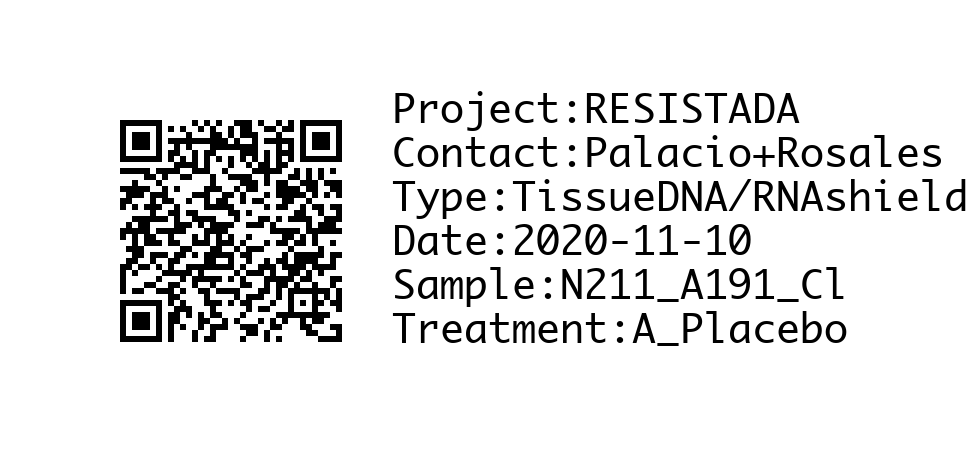 Project:RESISTADA
Contact:Palacio+Rosales
Type:TissueDNA/RNAshield
Date:2020-11-10
Sample:N211_A191_Cl
Treatment:A_Placebo